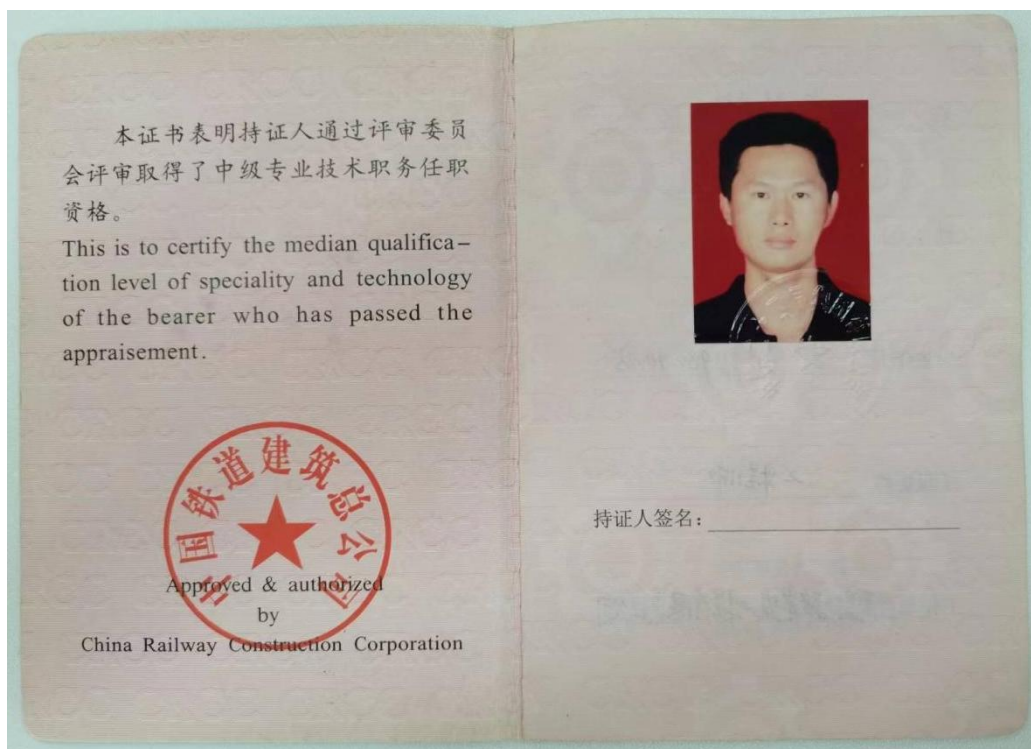 本证书表明持证人通过评审委员
会评审取得了中级专业技术职务任职
资格。
This is to certify the median qualifica–
tion level of speciality and technology
of the bearer who has passed the
appraisement.
中国铁道建筑总公司
Approved & authorized
by
China Railway Construction Corporation
持证人签名: